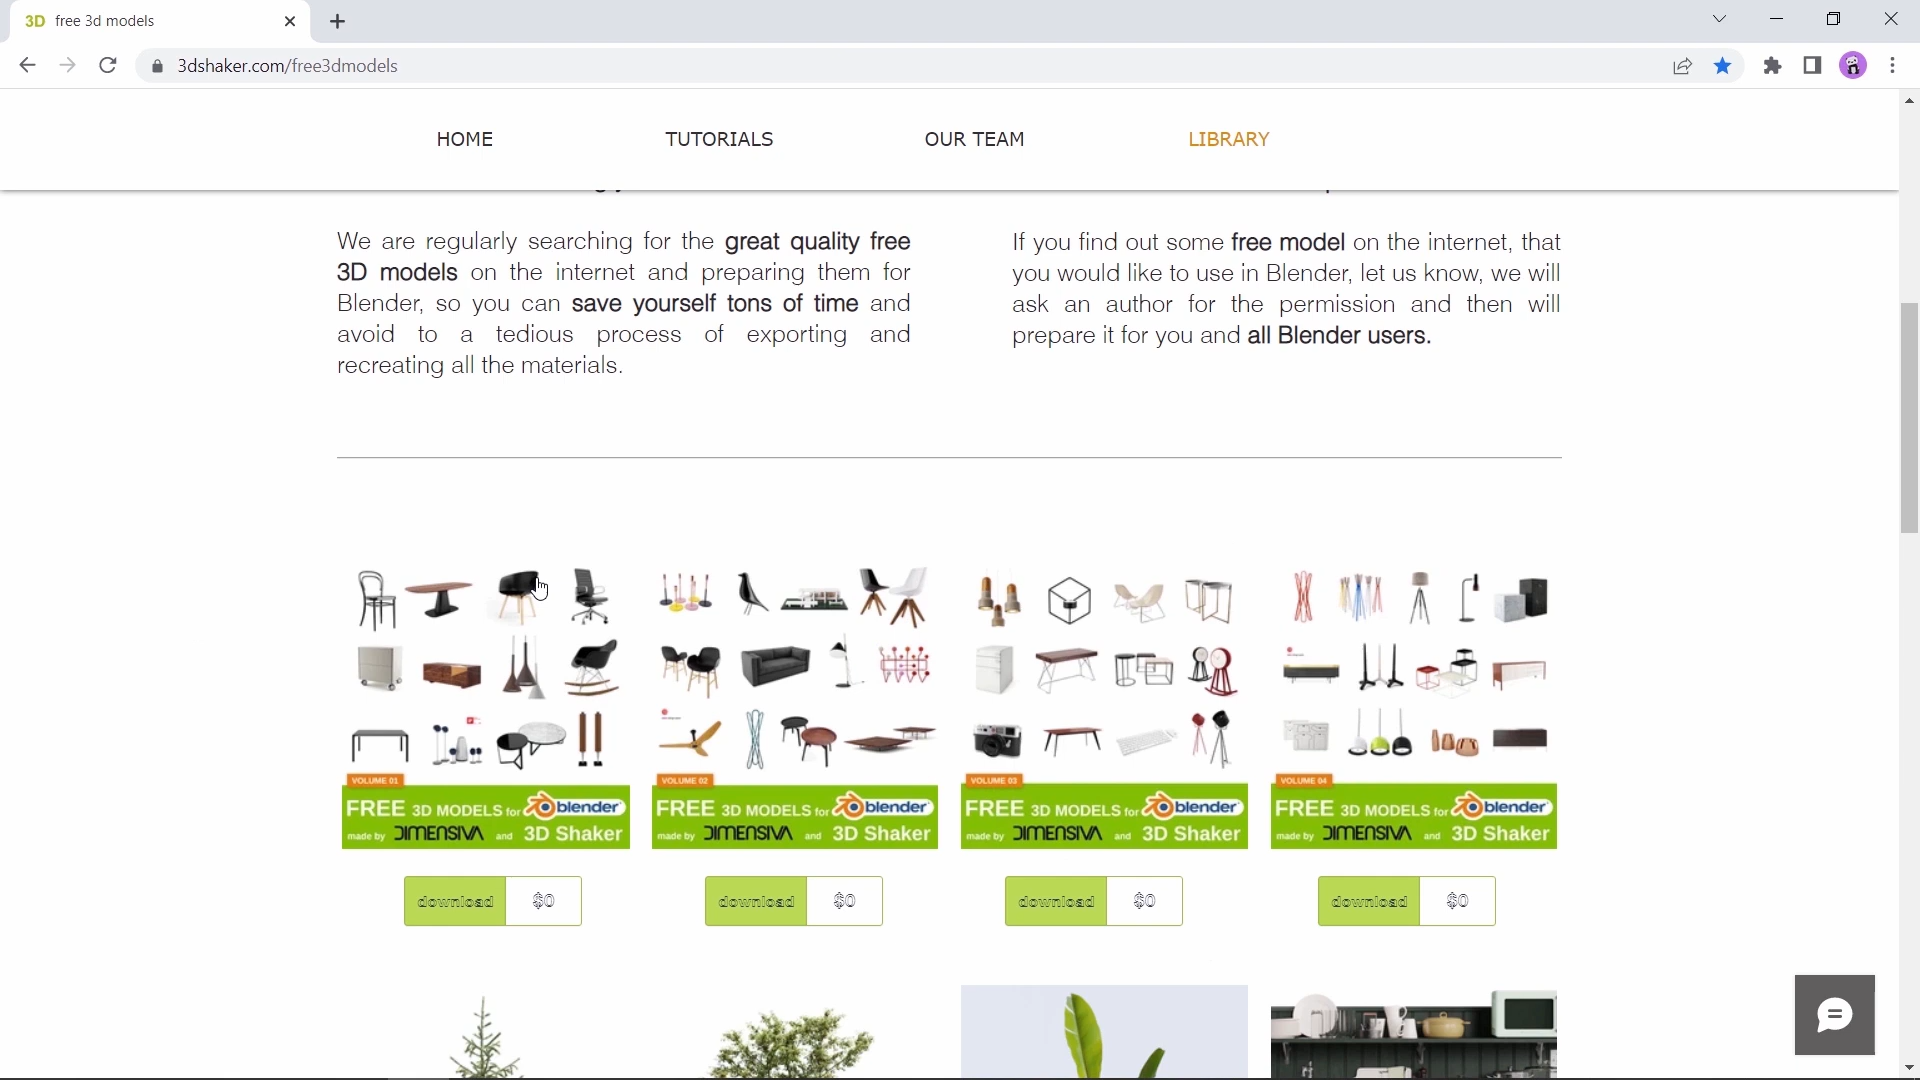 3D free 3d models
3dshaker.com/free3dmodels
HOME TUTORIALS OUR TEAM LIBRARY
We are regularly searching for the great quality free
3D models on the internet and preparing them for
Blender, so you can save yourself tons of time and
avoid to a tedious process of exporting and
recreating all the materials.
If you find out some free model on the internet, that
you would like to use in Blender, let us know, we will
ask an author for the permission and then will
prepare it for you and all Blender users.
VOLUME 01
FREE 3D MODELS for blender
made by DIMENSIVA and 3D Shaker
VOLUME 02
FREE 3D MODELS for blender
made by DIMENSIVA and 3D Shaker
VOLUME 03
FREE 3D MODELS for blender
made by DIMENSIVA and 3D Shaker
VOLUME 04
FREE 3D MODELS for blender
made by DIMENSIVA and 3D Shaker
download $0
download $0
download $0
download $0